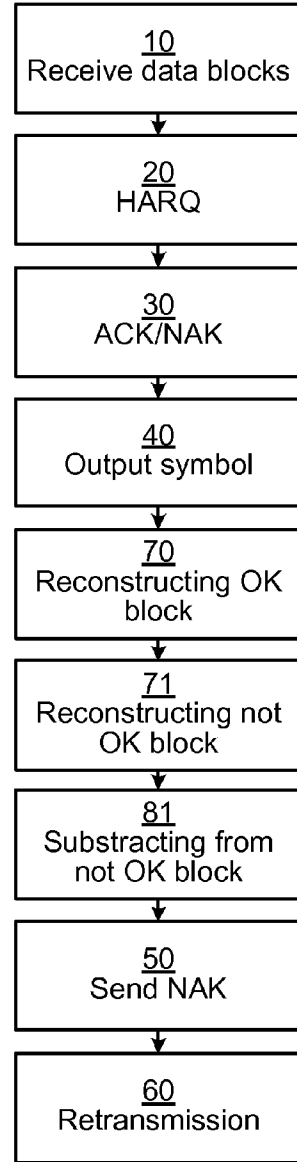 10
Receive data blocks
20
HARQ
30
ACK/NAK
40
Output symbol
70
Reconstructing OK
block
71
Reconstructing not
OK block
81
Substracting from
not OK block
50
Send NAK
60
Retransmission